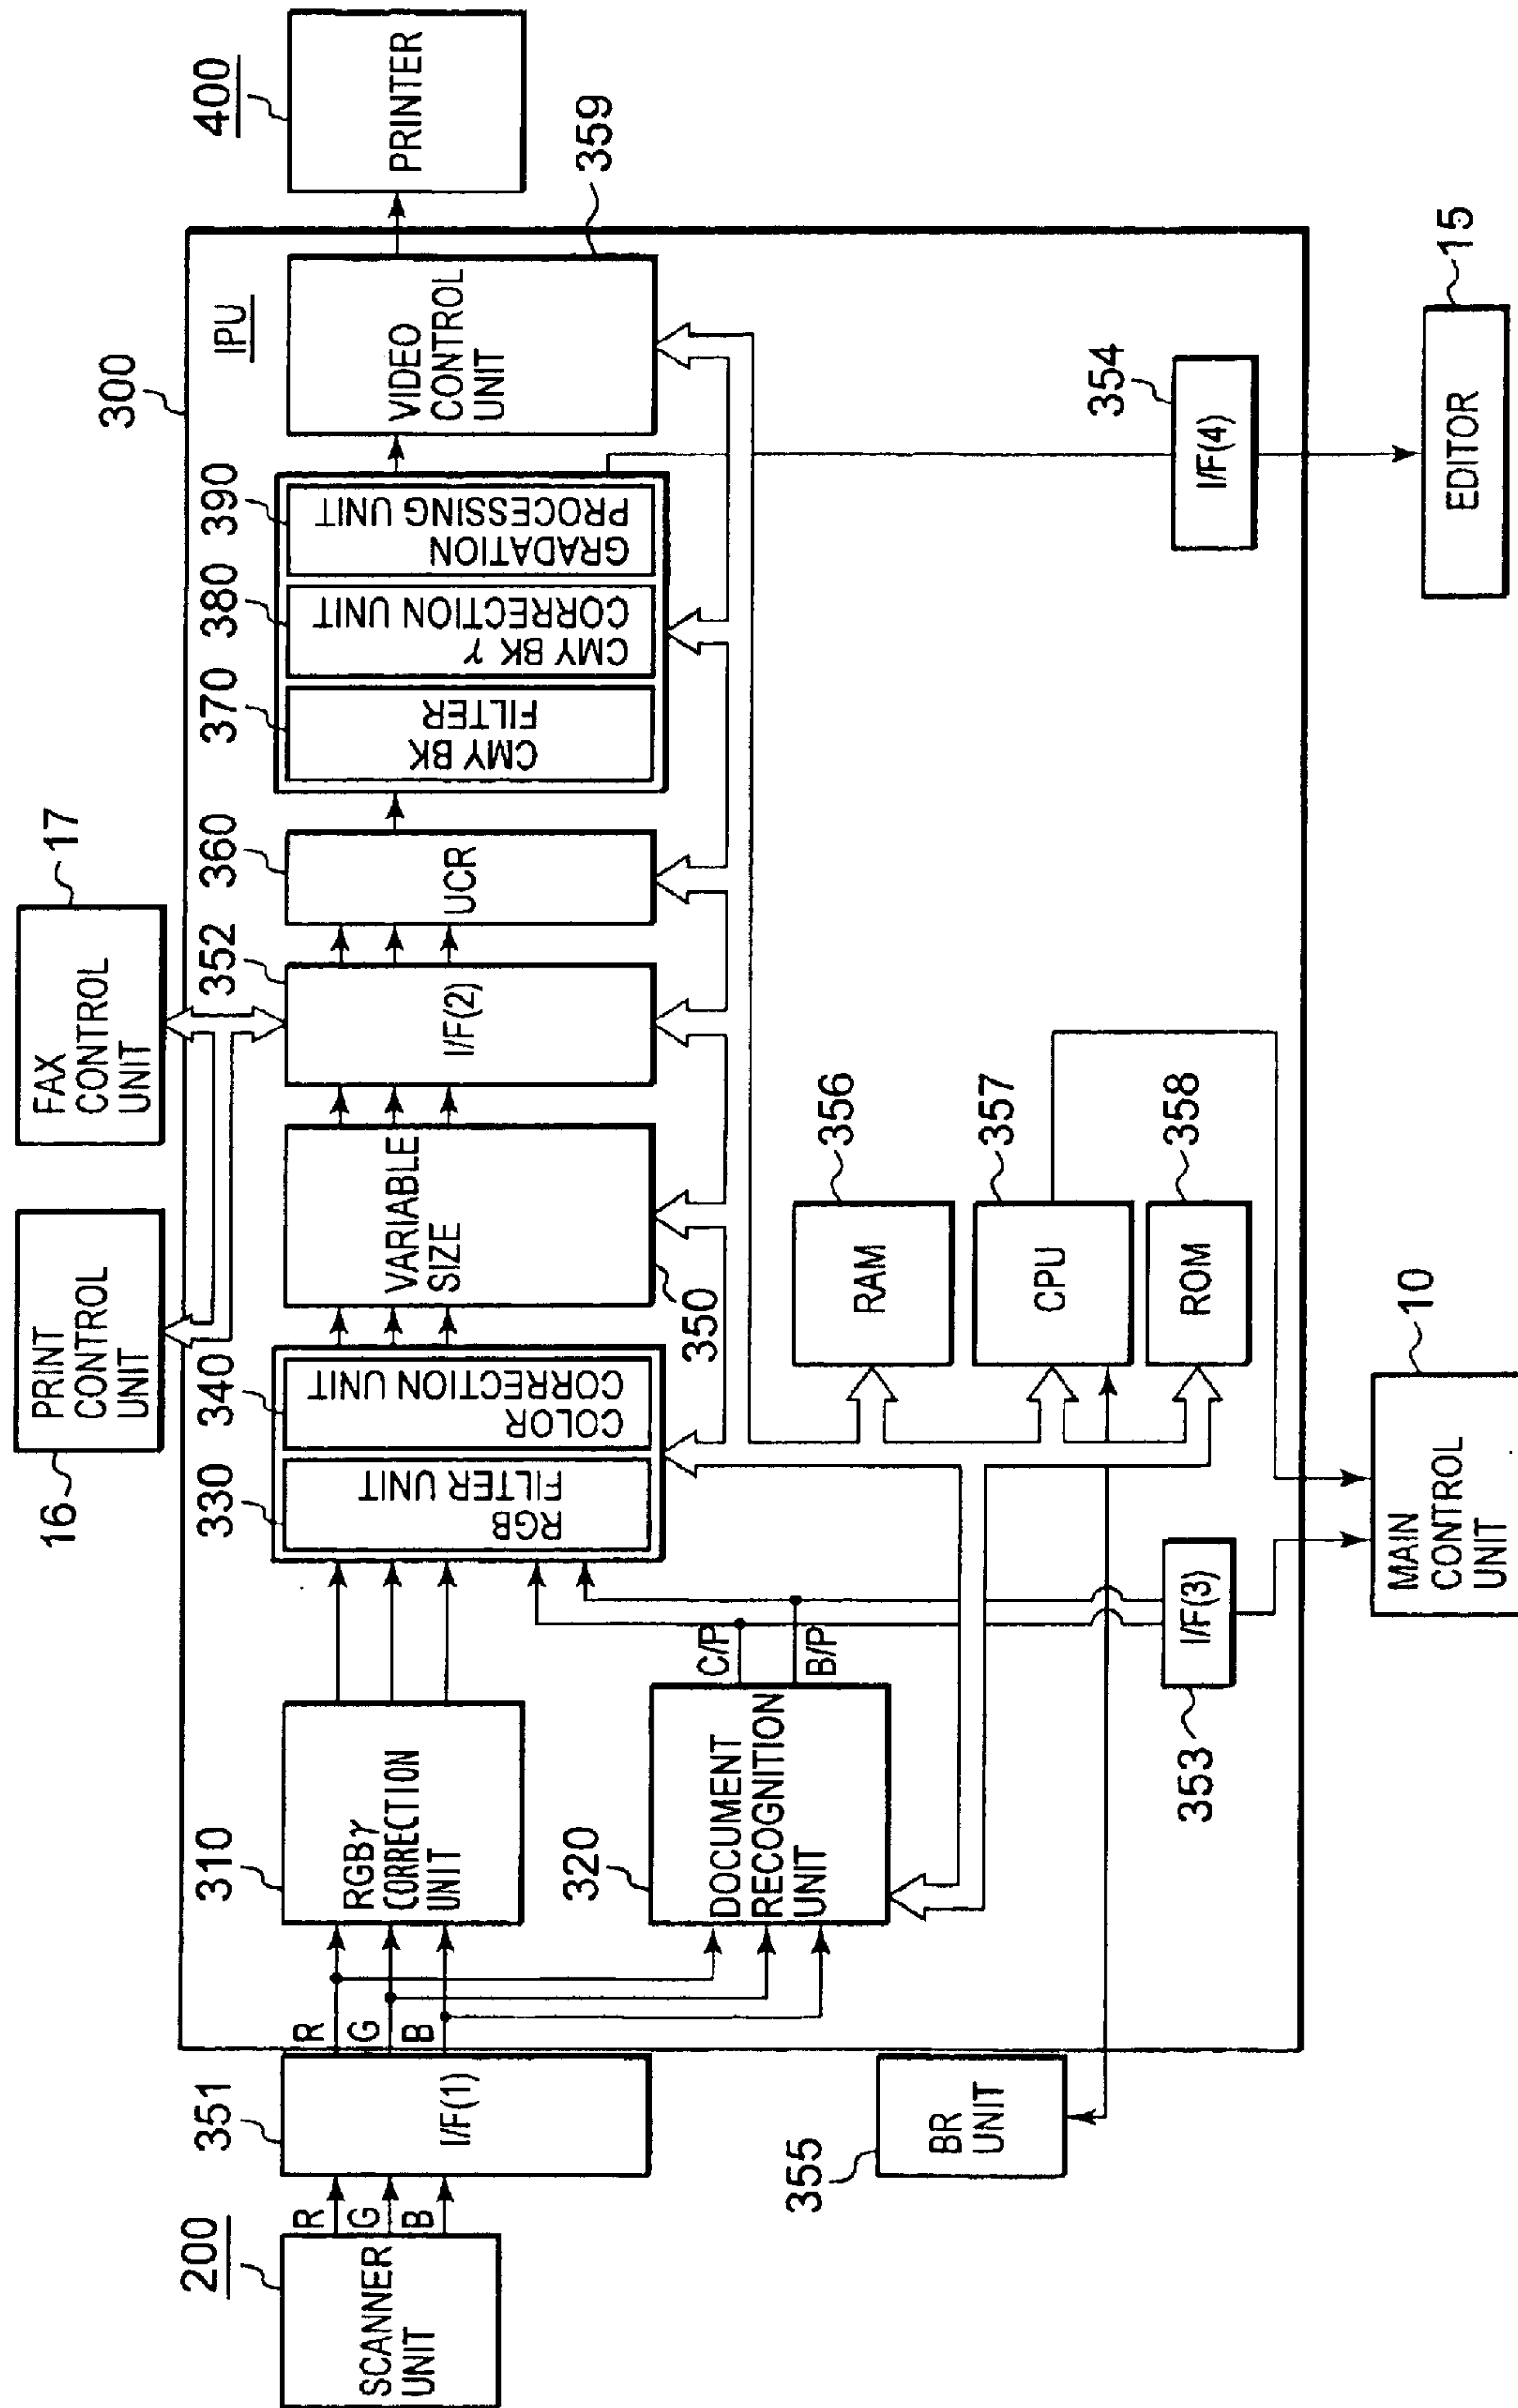 PRINT
CONTROL
UNIT
16
FAX
CONTROL
UNIT
17
300
IPU
200
SCANNER
UNIT
R
G
B
351
I/F(1)
R
G
B
310
RGBγ
CORRECTION
UNIT
320
DOCUMENT
RECOGNITION
UNIT
C/P
B/P
330
RGB
FILTER UNIT
340
COLOR
CORRECTION UNIT
VARIABLE
SIZE
350
352
I/F(2)
360
UCR
370
CMY BK
FILTER
380
CMY BK γ
CORRECTION UNIT
390
GRADATION
PROCESSING UNIT
VIDEO
CONTROL
UNIT
359
400
PRINTER
355
BR
UNIT
353
I/F(3)
RAM
356
CPU
357
ROM
358
354
I/F(4)
MAIN
CONTROL
UNIT
10
EDITOR
15